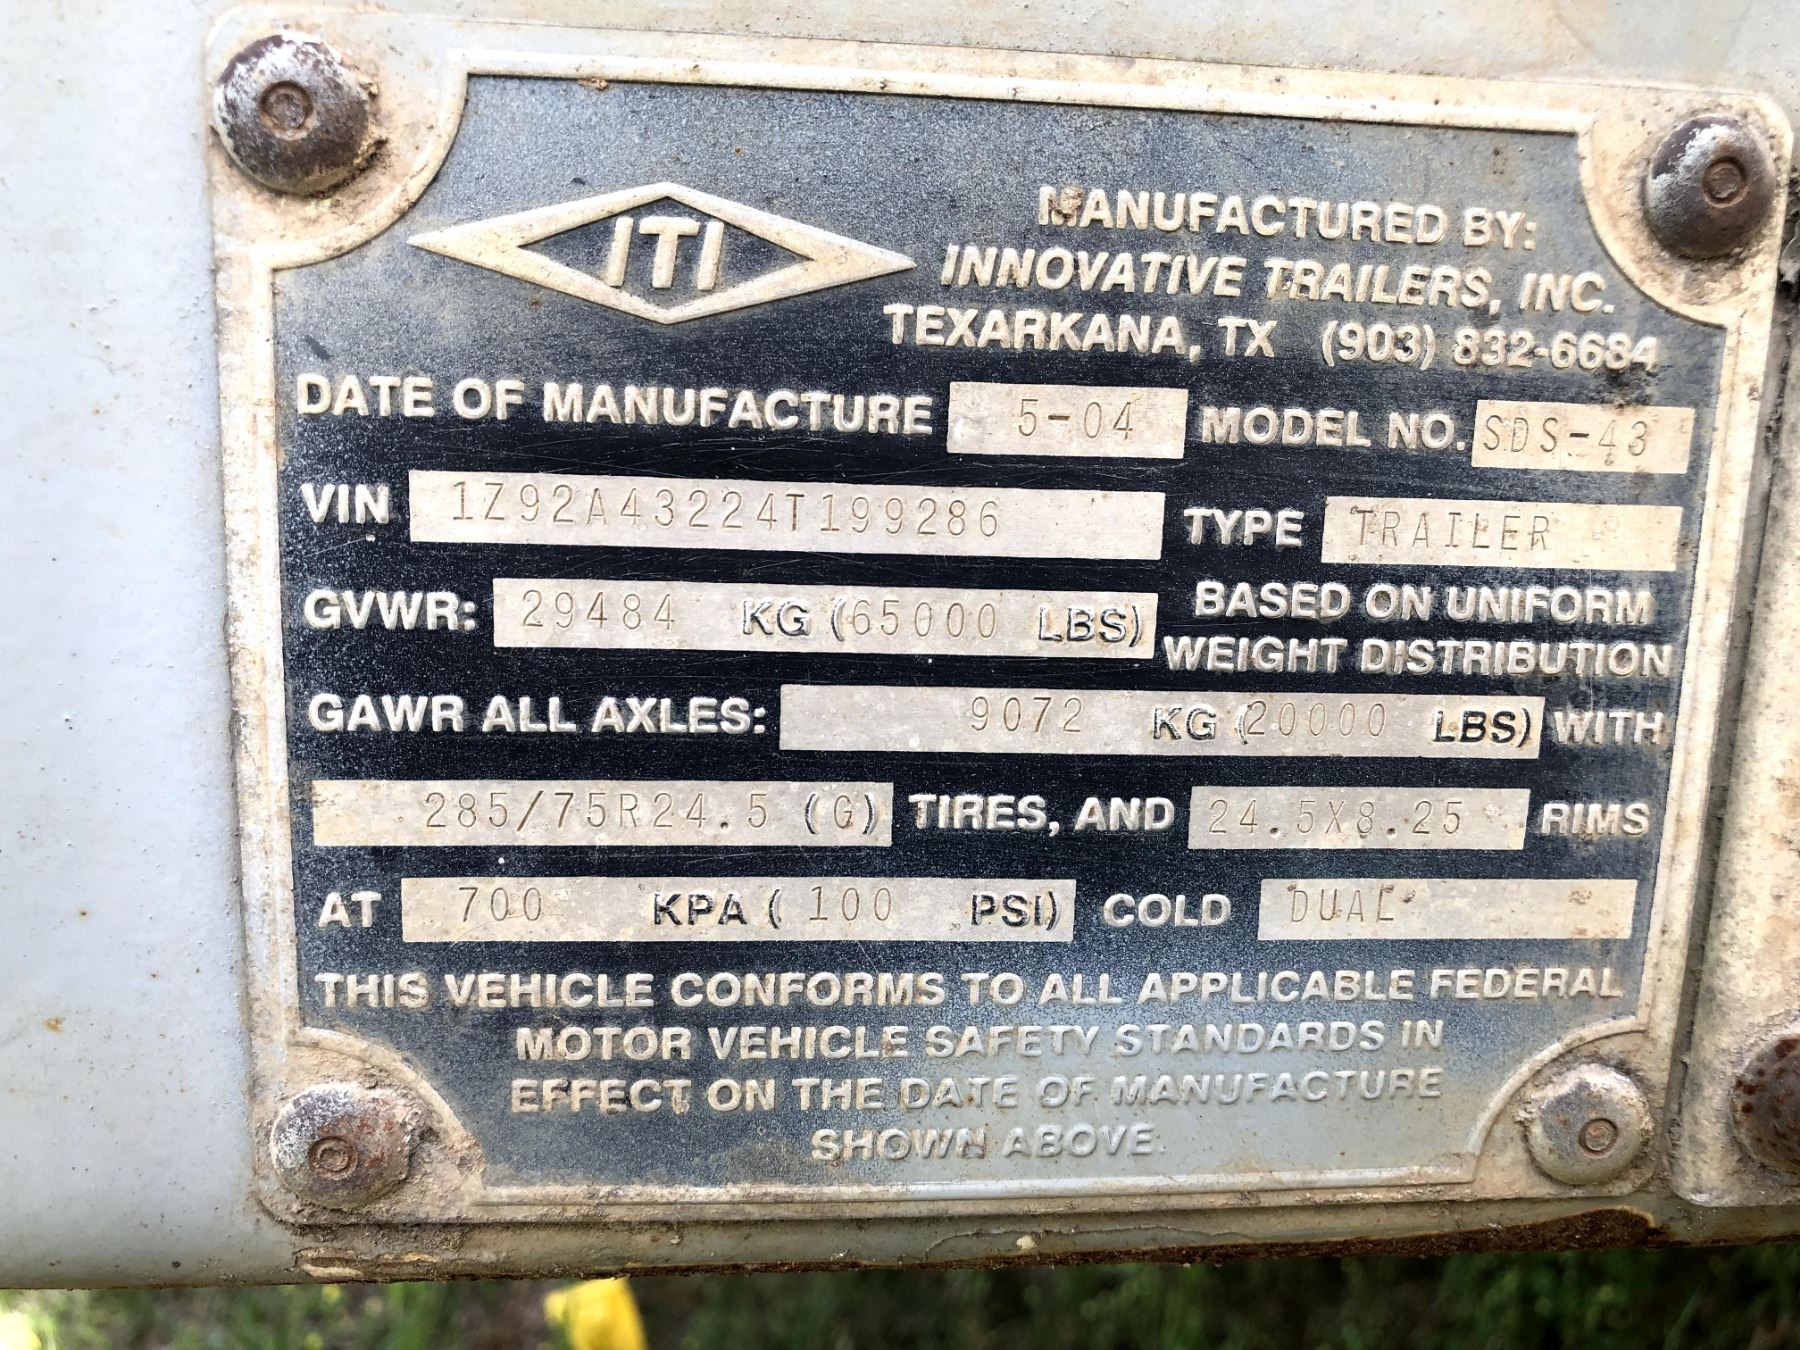 ITI
MANUFACTURED BY:
INNOVATIVE TRAILERS, INC.
TEXARKANA, TX (903) 832-6684
DATE OF MANUFACTURE 5-04 MODEL NO. SDS-43
VIN 1Z92A43224T199286 TYPE TRAILER
GVWR: 29484 KG (65000 LBS) BASED ON UNIFORM
WEIGHT DISTRIBUTION
GAWR ALL AXLES: 9072 KG (20000 LBS) WITH
285/75R24.5 (G) TIRES, AND 24.5X8.25 RIMS
AT 700 KPA ( 100 PSI) COLD DUAL
THIS VEHICLE CONFORMS TO ALL APPLICABLE FEDERAL
MOTOR VEHICLE SAFETY STANDARDS IN
EFFECT ON THE DATE OF MANUFACTURE
SHOWN ABOVE.